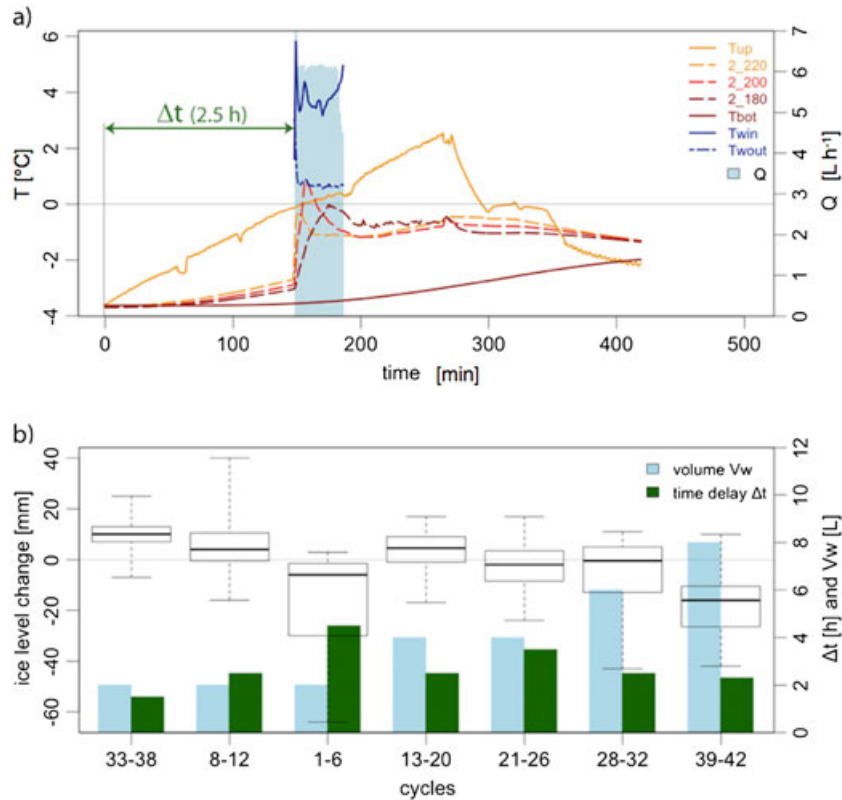 a)
T [°C]
6
4
2
0
-2
-4
Δt (2.5 h)
Tup
2_220
2_200
2_180
Tbot
Twin
Twout
Q
7
6
5
4
3
2
1
0
Q [L h⁻¹]
0 100 200 300 400 500
time [min]
b)
ice level change [mm]
40
20
0
-20
-40
-60
volume Vw
time delay Δt
12
10
8
6
4
2
0
Δt [h] and Vw [L]
33-38 8-12 1-6 13-20 21-26 28-32 39-42
cycles